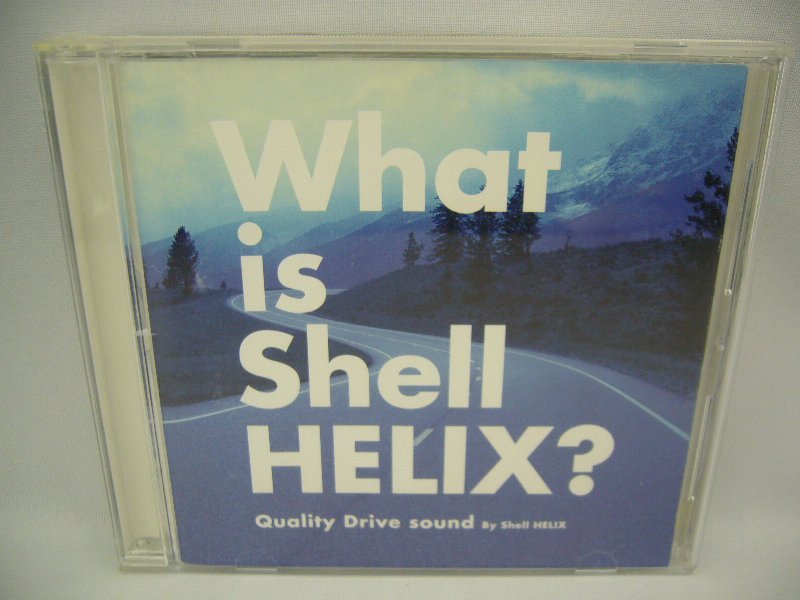 What
is
Shell
HELIX?
Quality Drive sound By Shell HELIX